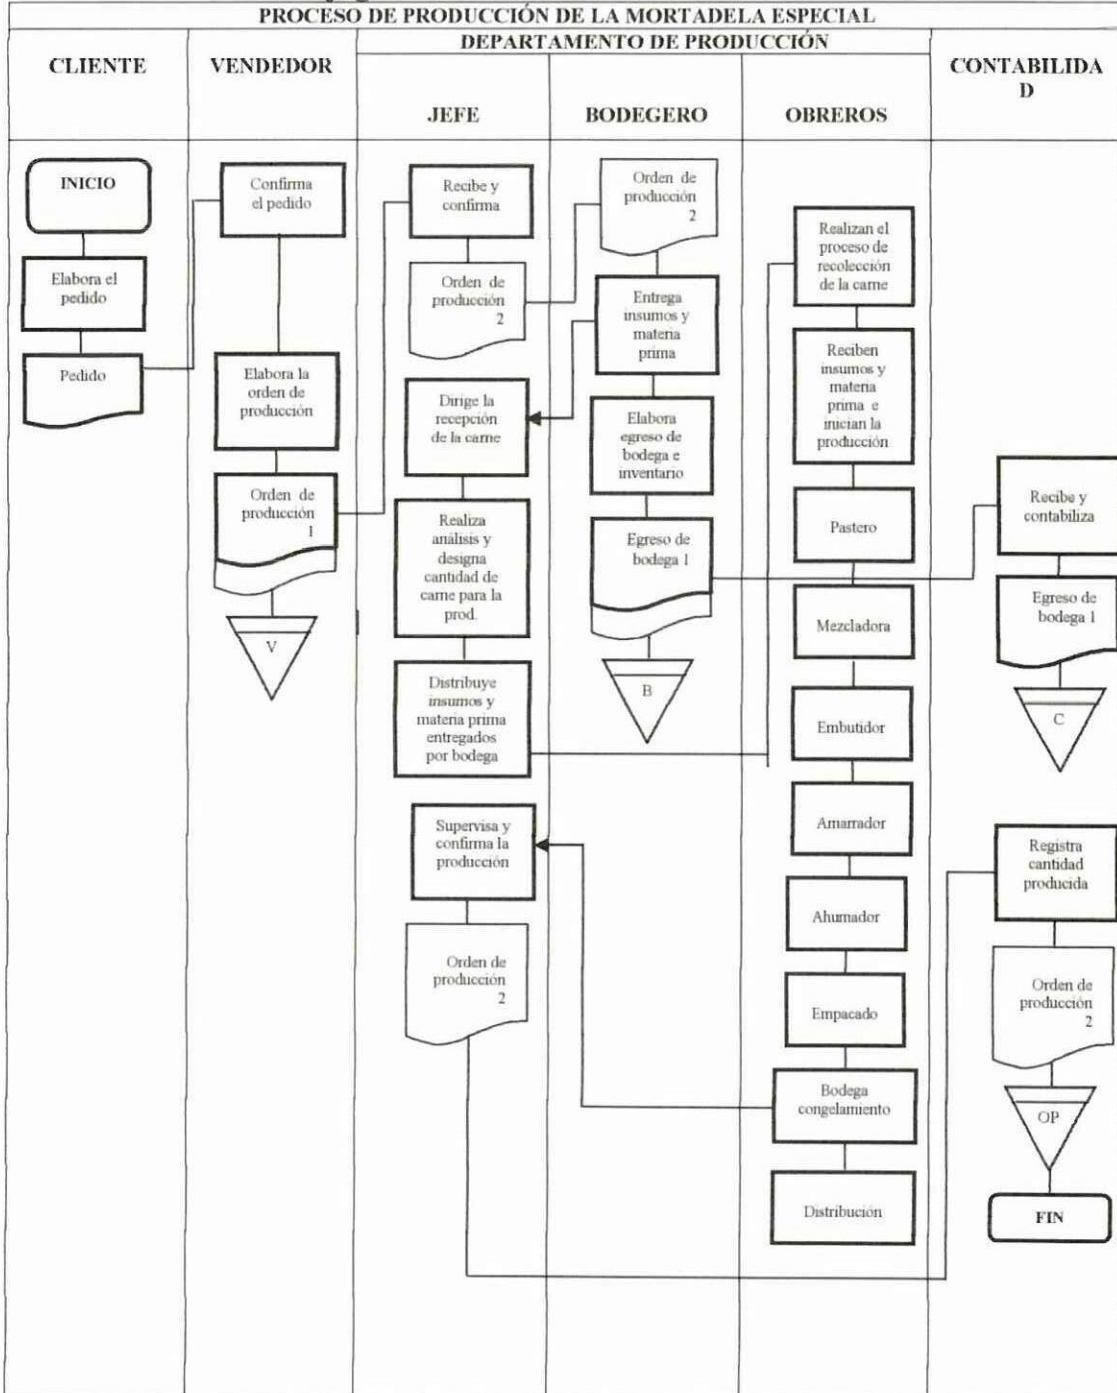 PROCESO DE PRODUCCIÓN DE LA MORTADELA ESPECIAL
DEPARTAMENTO DE PRODUCCIÓN
CLIENTE
VENDEDOR
JEFE
BODEGERO
OBREROS
CONTABILIDA
D
INICIO
Elabora el
pedido
Pedido
Confirma
el pedido
Elabora la
orden de
producción
Orden de
producción
1
V
Recibe y
confirma
Orden de
producción
2
Dirige la
recepción
de la carne
Realiza
análisis y
designa
cantidad de
carne para la
prod.
Distribuye
insumos y
materia prima
entregados
por bodega
Supervisa y
confirma la
producción
Orden de
producción
2
Orden de
producción
2
Entrega
insumos y
materia
prima
Elabora
egreso de
bodega e
inventario
Egreso de
bodega 1
B
Realizan el
proceso de
recolección
de la carne
Reciben
insumos y
materia
prima e
inician la
producción
Pastero
Mezcladora
Embutidor
Amarrador
Ahumador
Empacado
Bodega
congelamiento
Distribución
Recibe y
contabiliza
Egreso de
bodega 1
C
Registra
cantidad
producida
Orden de
producción
2
OP
FIN